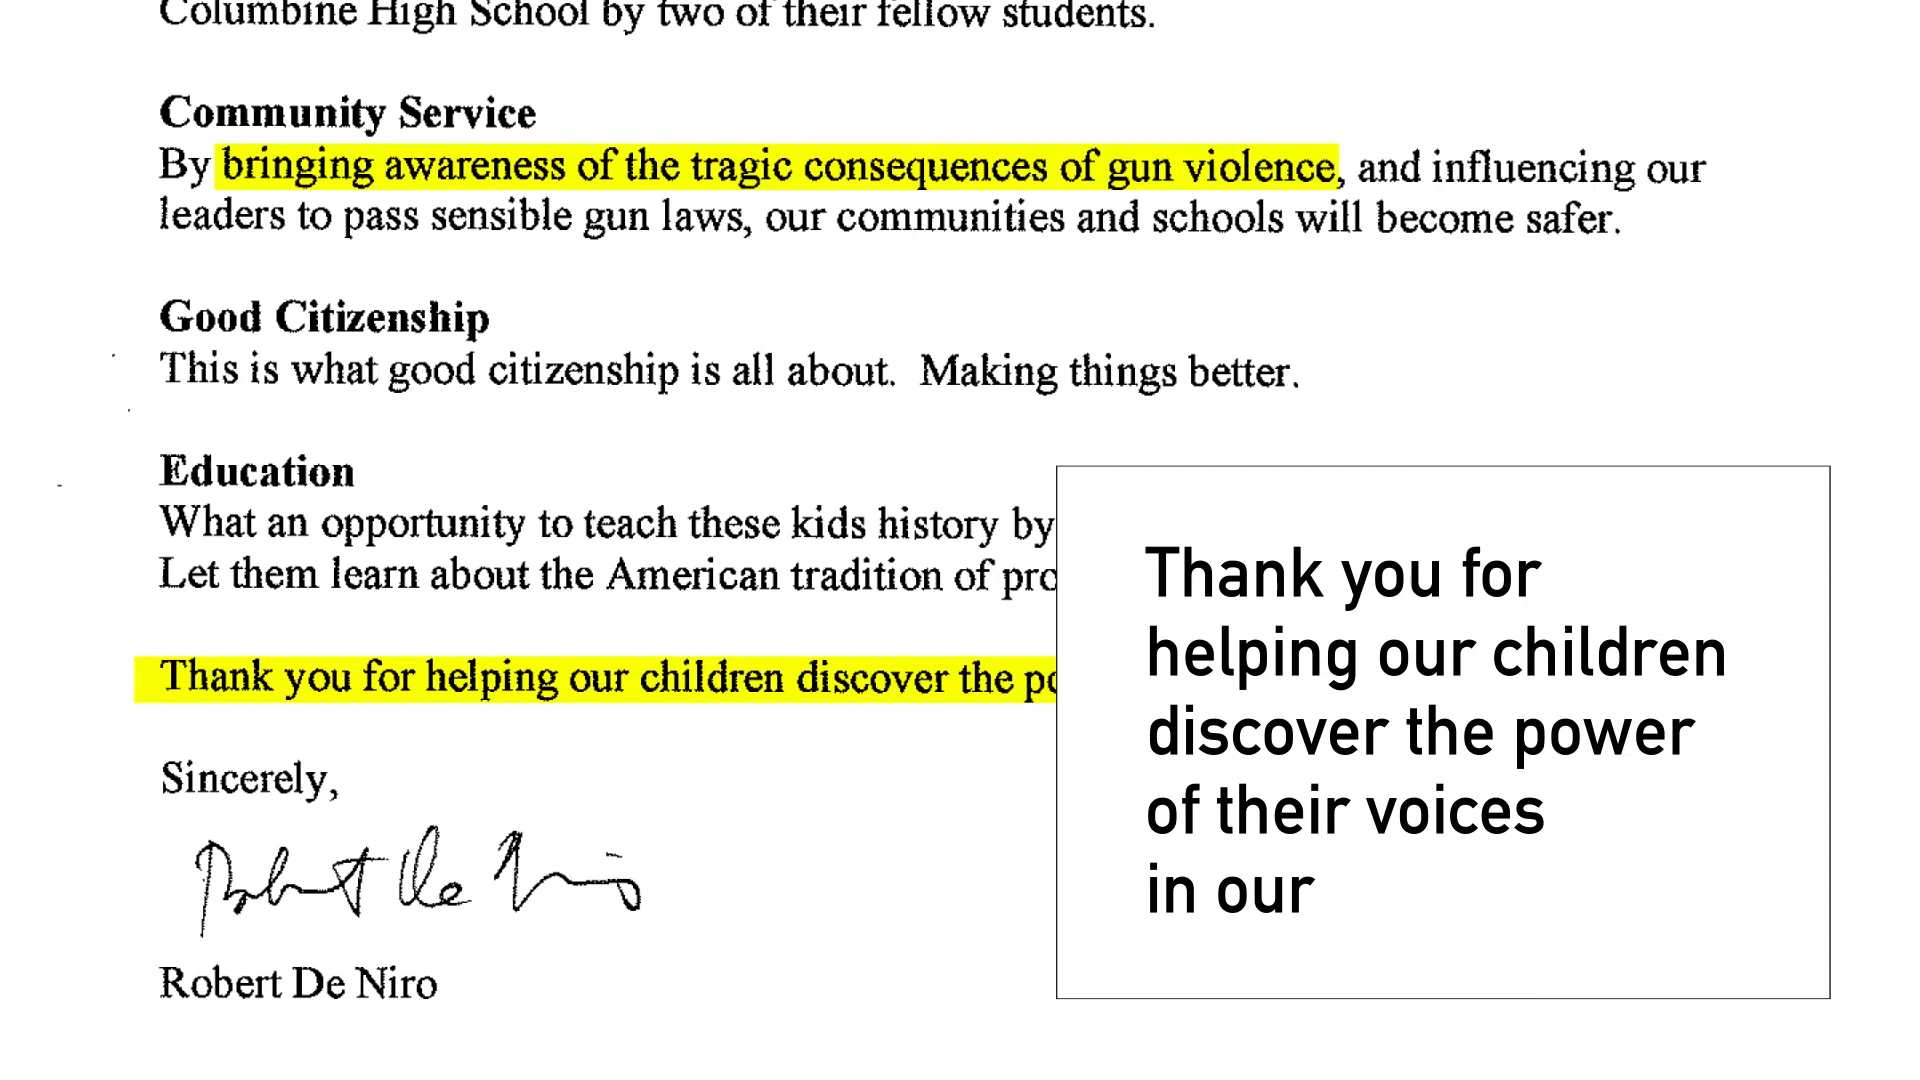 Columbine High School by two of their fellow students.
Community Service
By bringing awareness of the tragic consequences of gun violence, and influencing our
leaders to pass sensible gun laws, our communities and schools will become safer.
Good Citizenship
This is what good citizenship is all about.  Making things better.
Education
What an opportunity to teach these kids history by
Let them learn about the American tradition of pro
Thank you for helping our children discover the po
Sincerely,
Robert De Niro
Robert De Niro
Thank you for
helping our children
discover the power
of their voices
in our